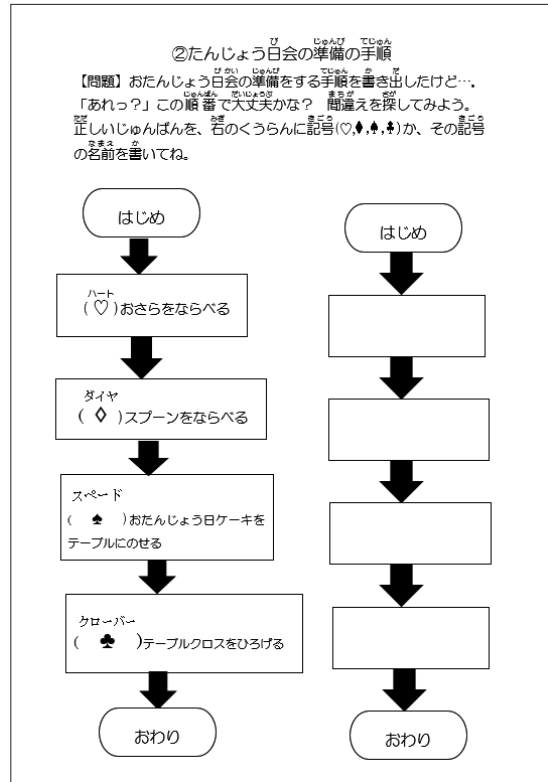 ②たんじょう日会の準備の手順
【問題】おたんじょう日会の準備をする手順を書き出したけど…。
「あれっ？」この順番で大丈夫かな？ 間違えを探してみよう。
正しいじゅんばんを、右のくうらんに記号(♡,♦,♠,♣)か、その記号
の名前を書いてね。
はじめ
ハート
(♡)おさらをならべる
ダイヤ
( ♢ )スプーンをならべる
スペード
( ♠ )おたんじょう日ケーキを
テーブルにのせる
クローバー
( ♣ )テーブルクロスをひろげる
おわり
はじめ
おわり